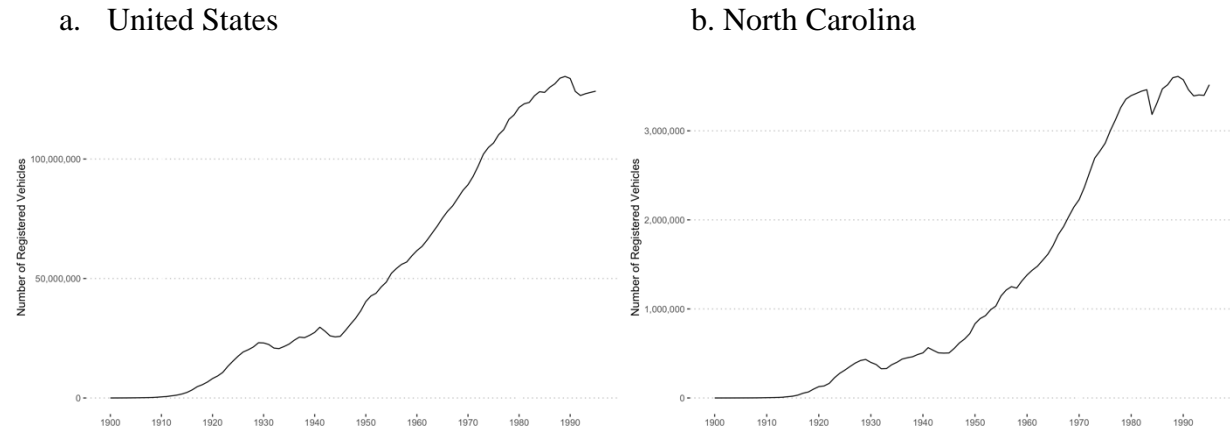 a. United States
Number of Registered Vehicles
100,000,000
50,000,000
0
1900 1910 1920 1930 1940 1950 1960 1970 1980 1990
b. North Carolina
Number of Registered Vehicles
3,000,000
2,000,000
1,000,000
0
1900 1910 1920 1930 1940 1950 1960 1970 1980 1990